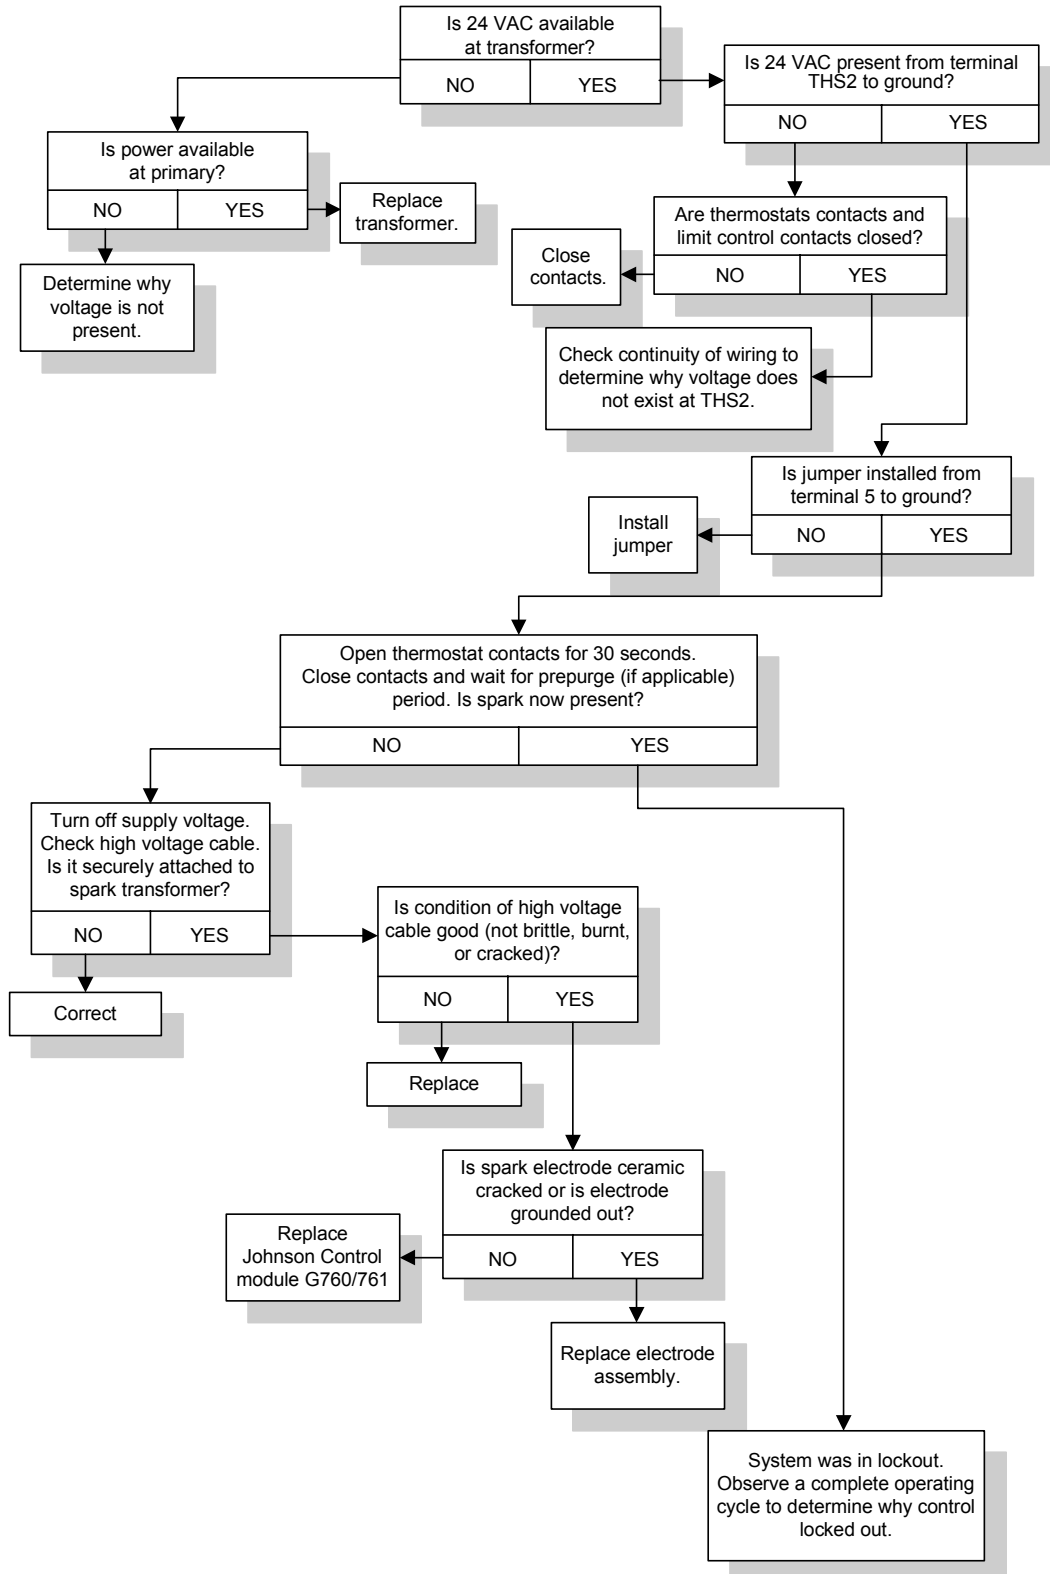 Is 24 VAC available
at transformer?
NO
YES
Is 24 VAC present from terminal
THS2 to ground?
NO
YES
Is power available
at primary?
NO
YES
Replace
transformer.
Determine why
voltage is not
present.
Are thermostats contacts and
limit control contacts closed?
NO
YES
Close
contacts.
Check continuity of wiring to
determine why voltage does
not exist at THS2.
Is jumper installed from
terminal 5 to ground?
NO
YES
Install
jumper
Open thermostat contacts for 30 seconds.
Close contacts and wait for prepurge (if applicable)
period. Is spark now present?
NO
YES
Turn off supply voltage.
Check high voltage cable.
Is it securely attached to
spark transformer?
NO
YES
Correct
Is condition of high voltage
cable good (not brittle, burnt,
or cracked)?
NO
YES
Replace
Is spark electrode ceramic
cracked or is electrode
grounded out?
NO
YES
Replace
Johnson Control
module G760/761
Replace electrode
assembly.
System was in lockout.
Observe a complete operating
cycle to determine why control
locked out.